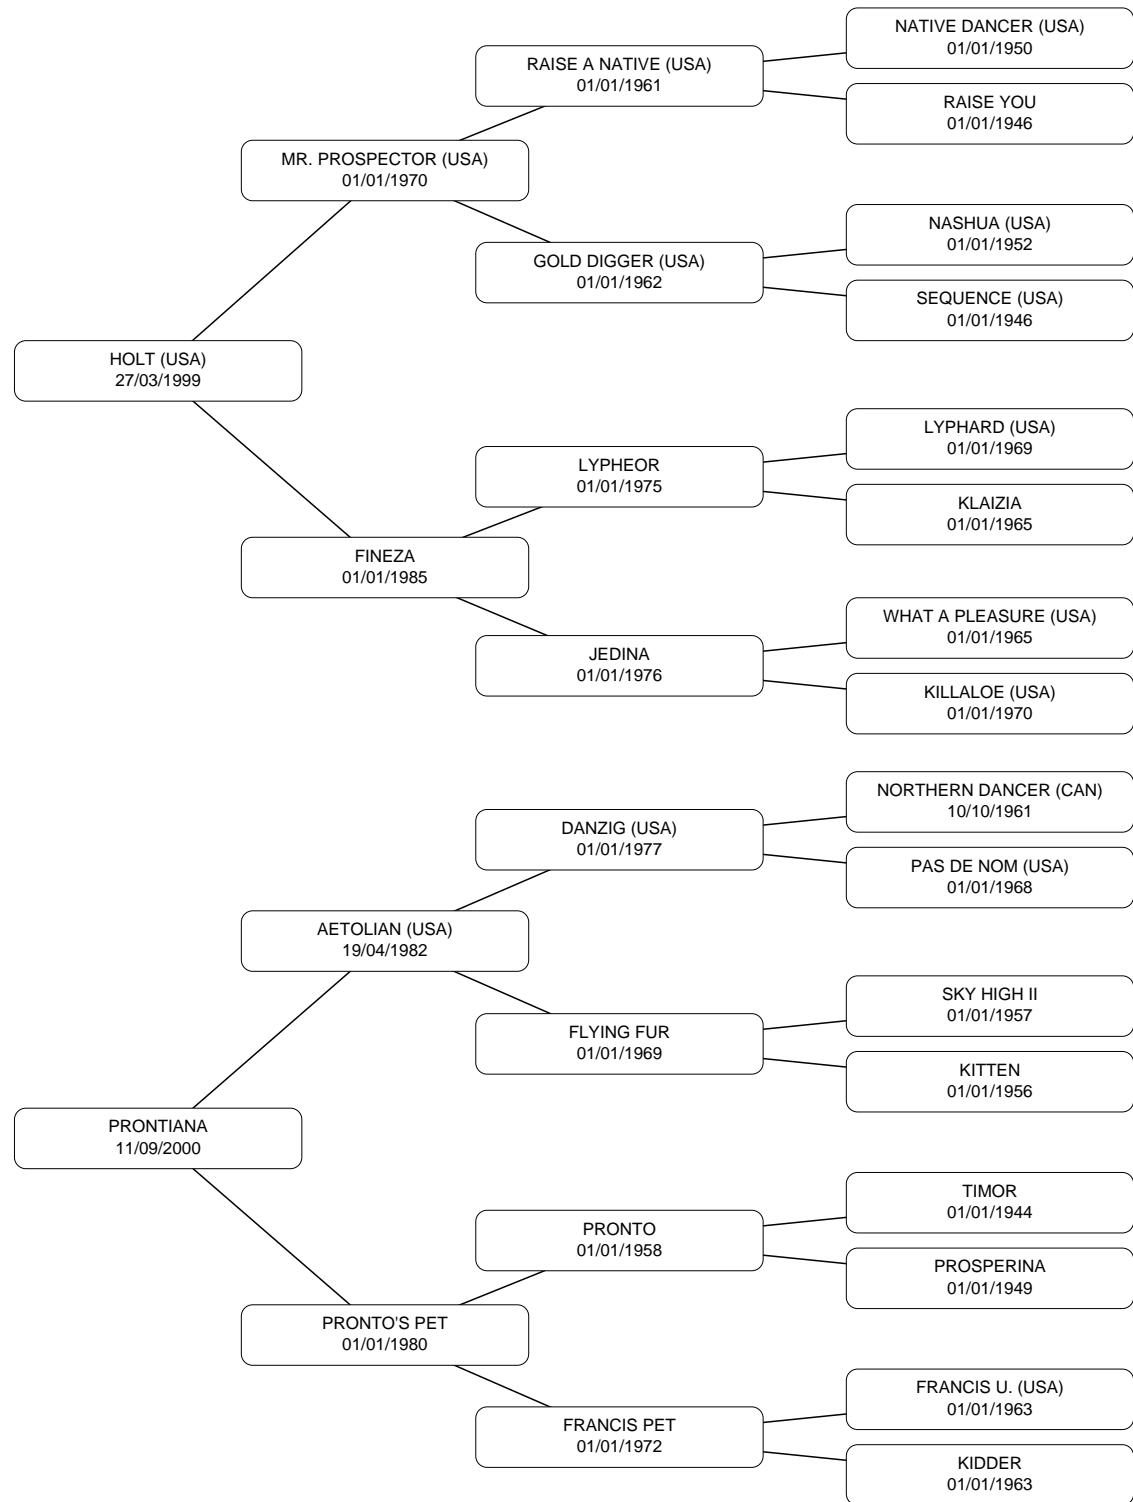 NATIVE DANCER (USA)
01/01/1950
RAISE A NATIVE (USA)
01/01/1961
RAISE YOU
01/01/1946
MR. PROSPECTOR (USA)
01/01/1970
NASHUA (USA)
01/01/1952
GOLD DIGGER (USA)
01/01/1962
SEQUENCE (USA)
01/01/1946
HOLT (USA)
27/03/1999
LYPHARD (USA)
01/01/1969
LYPHEOR
01/01/1975
KLAIZIA
01/01/1965
FINEZA
01/01/1985
WHAT A PLEASURE (USA)
01/01/1965
JEDINA
01/01/1976
KILLALOE (USA)
01/01/1970
NORTHERN DANCER (CAN)
10/10/1961
DANZIG (USA)
01/01/1977
PAS DE NOM (USA)
01/01/1968
AETOLIAN (USA)
19/04/1982
SKY HIGH II
01/01/1957
FLYING FUR
01/01/1969
KITTEN
01/01/1956
PRONTIANA
11/09/2000
TIMOR
01/01/1944
PRONTO
01/01/1958
PROSPERINA
01/01/1949
PRONTO'S PET
01/01/1980
FRANCIS U. (USA)
01/01/1963
FRANCIS PET
01/01/1972
KIDDER
01/01/1963